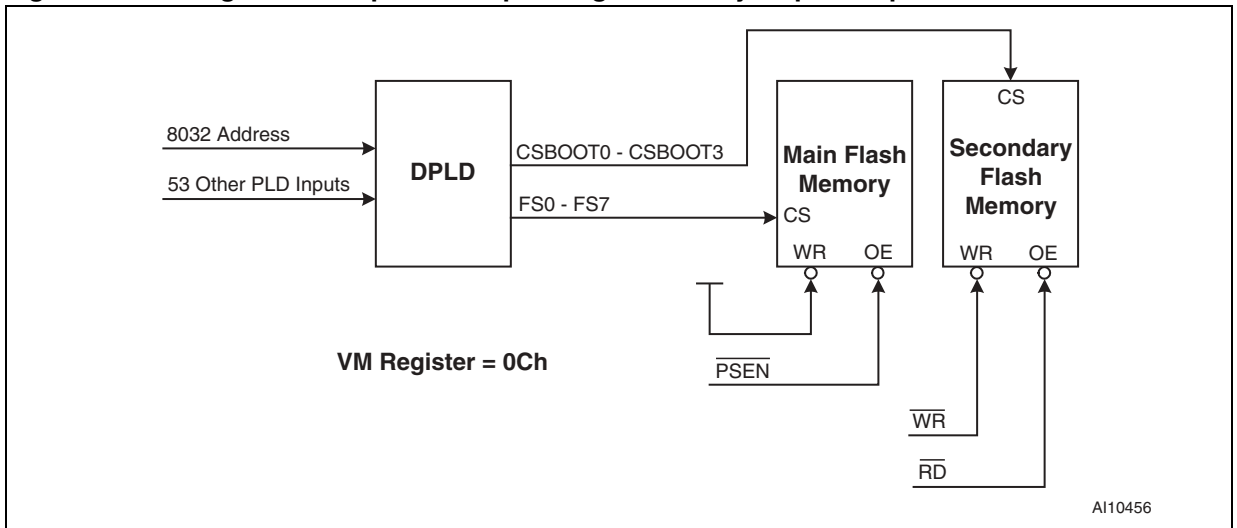 8032 Address
53 Other PLD Inputs
DPLD
CSBOOT0 - CSBOOT3
FS0 - FS7
Main Flash
Memory
CS
WR OE
CS
Secondary
Flash
Memory
WR OE
VM Register = 0Ch
PSEN
WR
RD
AI10456